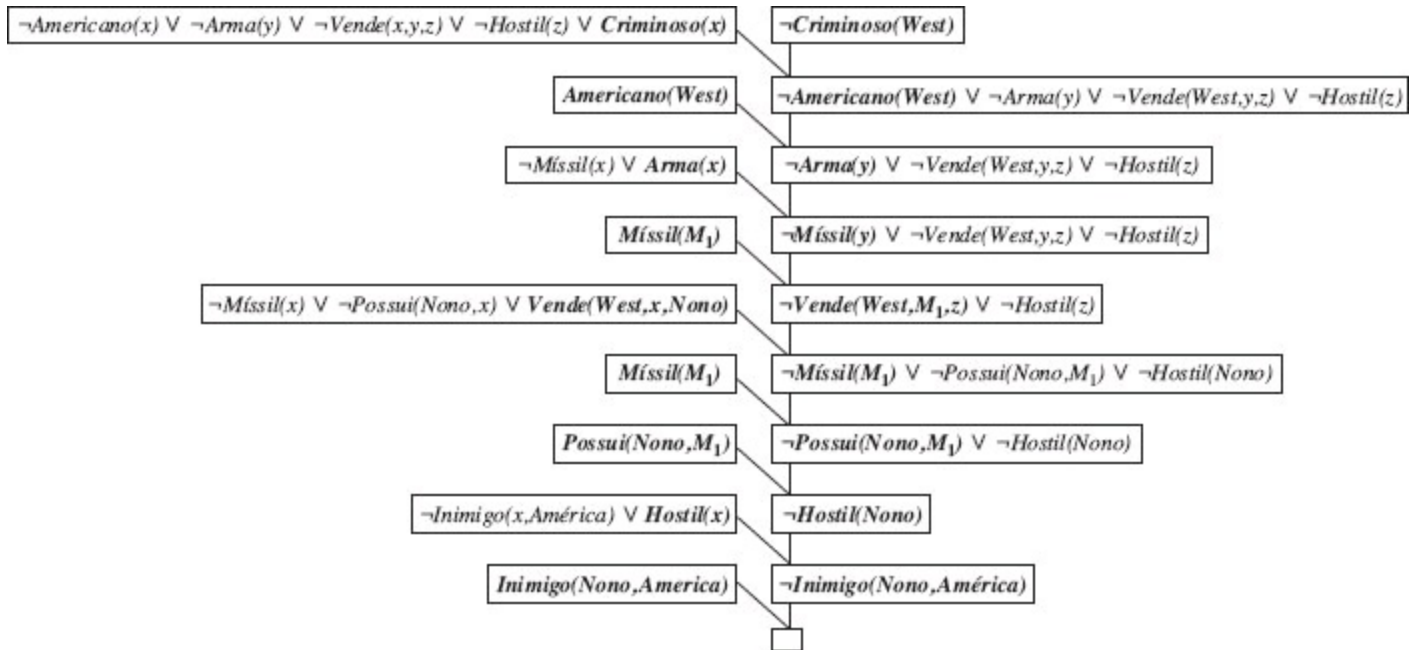 ¬Americano(x) ∨ ¬Arma(y) ∨ ¬Vende(x,y,z) ∨ ¬Hostil(z) ∨ Criminoso(x) ¬Criminoso(West)
Americano(West) ¬Americano(West) ∨ ¬Arma(y) ∨ ¬Vende(West,y,z) ∨ ¬Hostil(z)
¬Míssil(x) ∨ Arma(x) ¬Arma(y) ∨ ¬Vende(West,y,z) ∨ ¬Hostil(z)
Míssil(M₁) ¬Míssil(y) ∨ ¬Vende(West,y,z) ∨ ¬Hostil(z)
¬Míssil(x) ∨ ¬Possui(Nono,x) ∨ Vende(West,x,Nono) ¬Vende(West,M₁,z) ∨ ¬Hostil(z)
Míssil(M₁) ¬Míssil(M₁) ∨ ¬Possui(Nono,M₁) ∨ ¬Hostil(Nono)
Possui(Nono,M₁) ¬Possui(Nono,M₁) ∨ ¬Hostil(Nono)
¬Inimigo(x,América) ∨ Hostil(x) ¬Hostil(Nono)
Inimigo(Nono,America) ¬Inimigo(Nono,América)